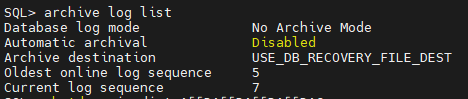 SQL> archive log list
Database log mode No Archive Mode
Automatic archival Disabled
Archive destination USE_DB_RECOVERY_FILE_DEST
Oldest online log sequence 5
Current log sequence 7